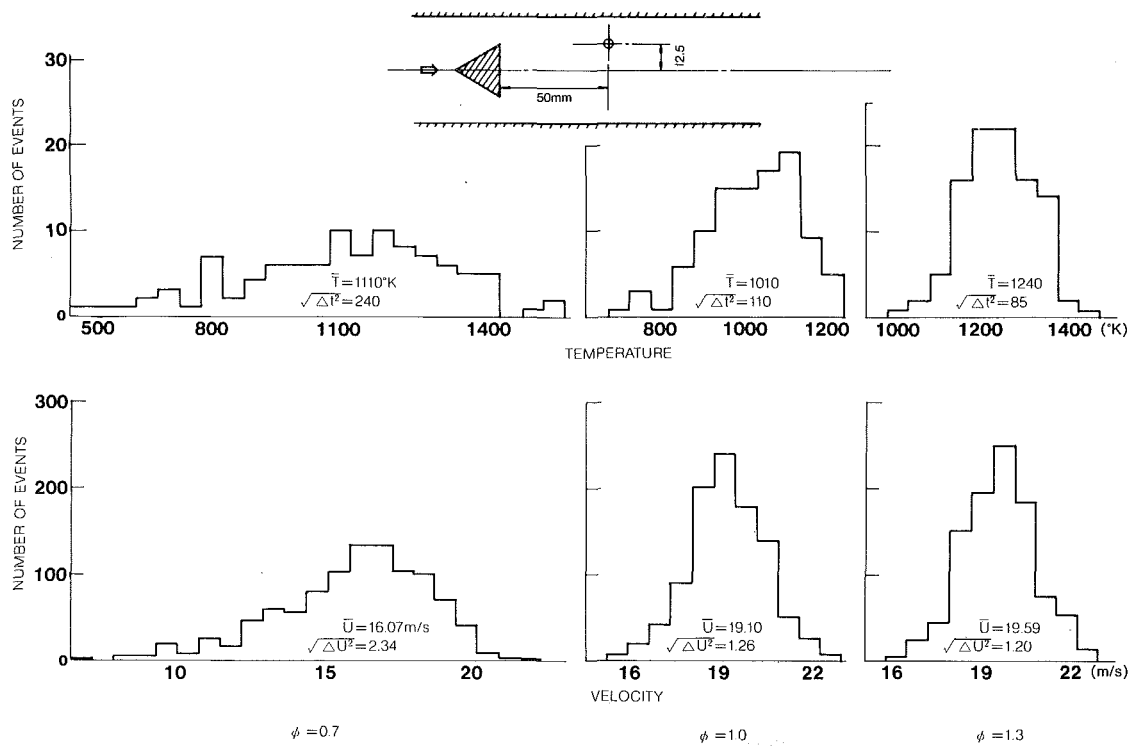 50mm
12.5
NUMBER OF EVENTS
30
20
10
0
T̄=1110°K
√Δt²=240
T̄=1010
√Δt²=110
T̄=1240
√Δt²=85
500 800 1100 1400
800 1000 1200
1000 1200 1400 (°K)
TEMPERATURE
NUMBER OF EVENTS
300
200
100
0
Ū=16.07m/s
√ΔU²=2.34
Ū=19.10
√ΔU²=1.26
Ū=19.59
√ΔU²=1.20
10 15 20
16 19 22
16 19 22 (m/s)
VELOCITY
φ=0.7
φ=1.0
φ=1.3